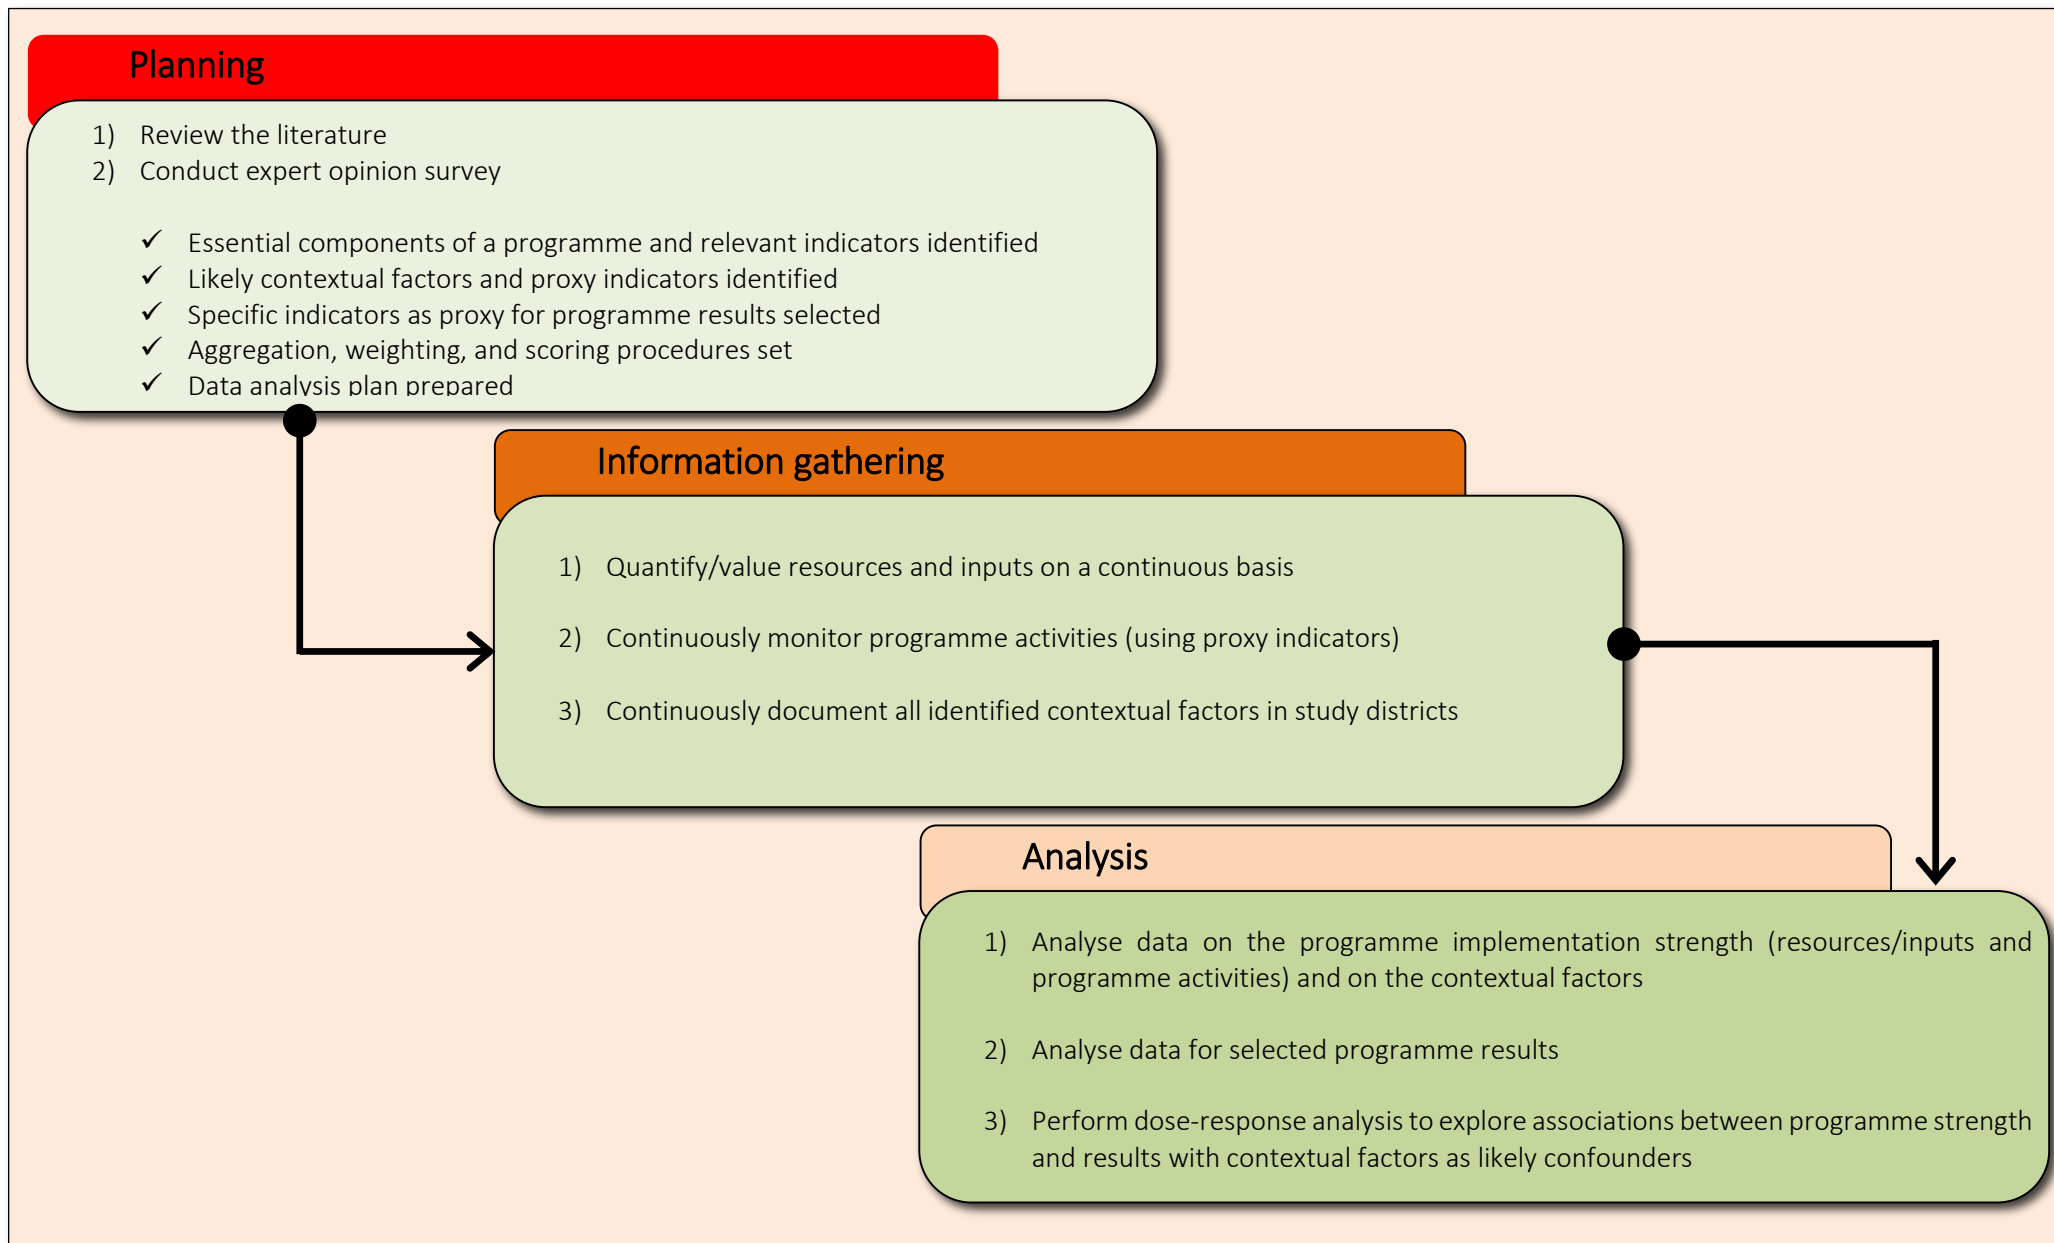 Planning
1) Review the literature
2) Conduct expert opinion survey
✓ Essential components of a programme and relevant indicators identified
✓ Likely contextual factors and proxy indicators identified
✓ Specific indicators as proxy for programme results selected
✓ Aggregation, weighting, and scoring procedures set
✓ Data analysis plan prepared
Information gathering
1) Quantify/value resources and inputs on a continuous basis
2) Continuously monitor programme activities (using proxy indicators)
3) Continuously document all identified contextual factors in study districts
Analysis
1) Analyse data on the programme implementation strength (resources/inputs and
programme activities) and on the contextual factors
2) Analyse data for selected programme results
3) Perform dose-response analysis to explore associations between programme strength
and results with contextual factors as likely confounders